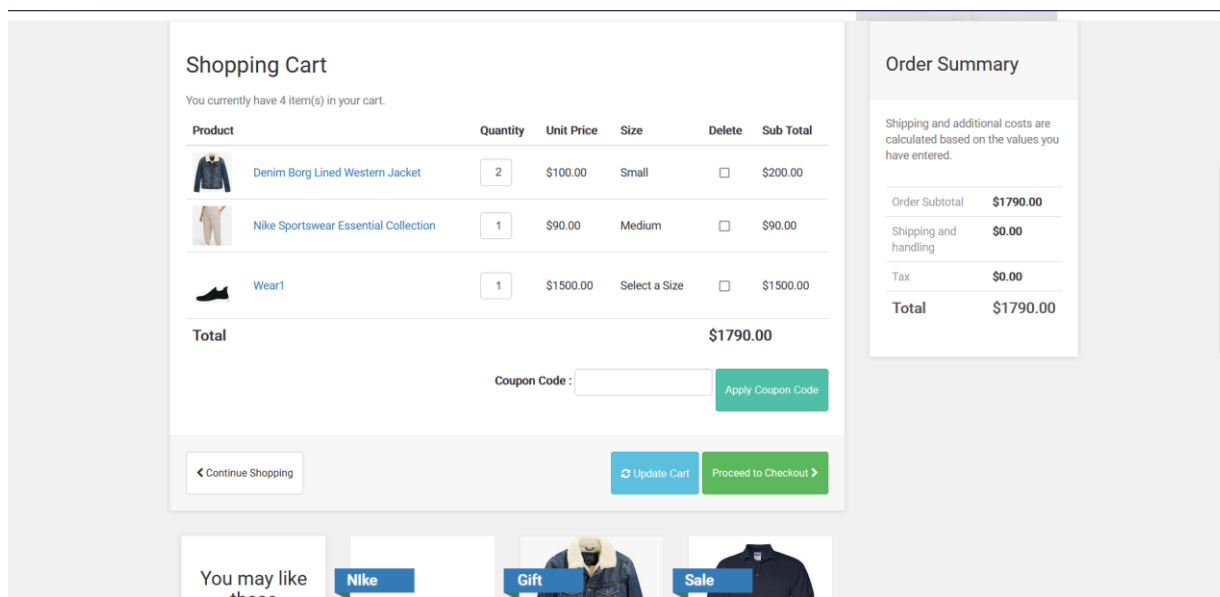 Shopping Cart
You currently have 4 item(s) in your cart.
Product Quantity Unit Price Size Delete Sub Total
Denim Borg Lined Western Jacket 2 $100.00 Small $200.00
Nike Sportswear Essential Collection 1 $90.00 Medium $90.00
Wear1 1 $1500.00 Select a Size $1500.00
Total $1790.00
Coupon Code : Apply Coupon Code
Continue Shopping Update Cart Proceed to Checkout
Order Summary
Shipping and additional costs are
calculated based on the values you
have entered.
Order Subtotal $1790.00
Shipping and $0.00
handling
Tax $0.00
Total $1790.00
You may like
NIke
Gift
Sale